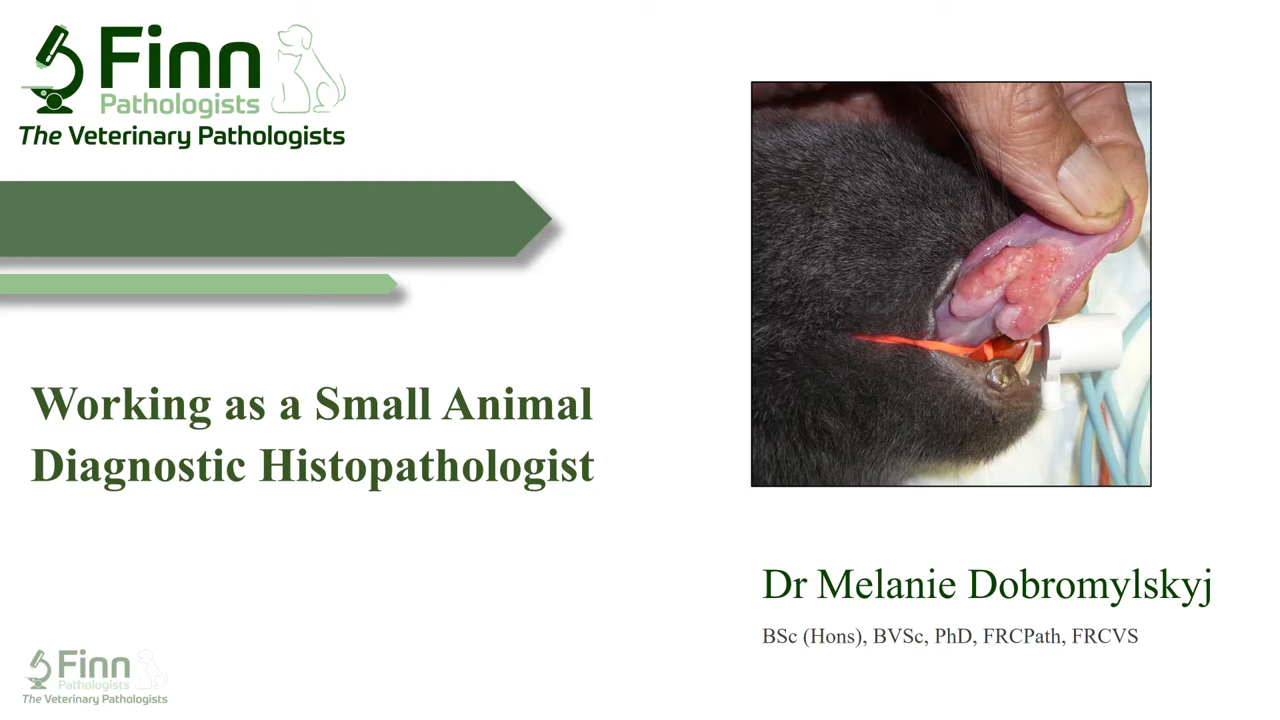 Finn
Pathologists
The Veterinary Pathologists
Working as a Small Animal
Diagnostic Histopathologist
Dr Melanie Dobromylskyj
BSc (Hons), BVSc, PhD, FRCPath, FRCVS
Finn
Pathologists
The Veterinary Pathologists